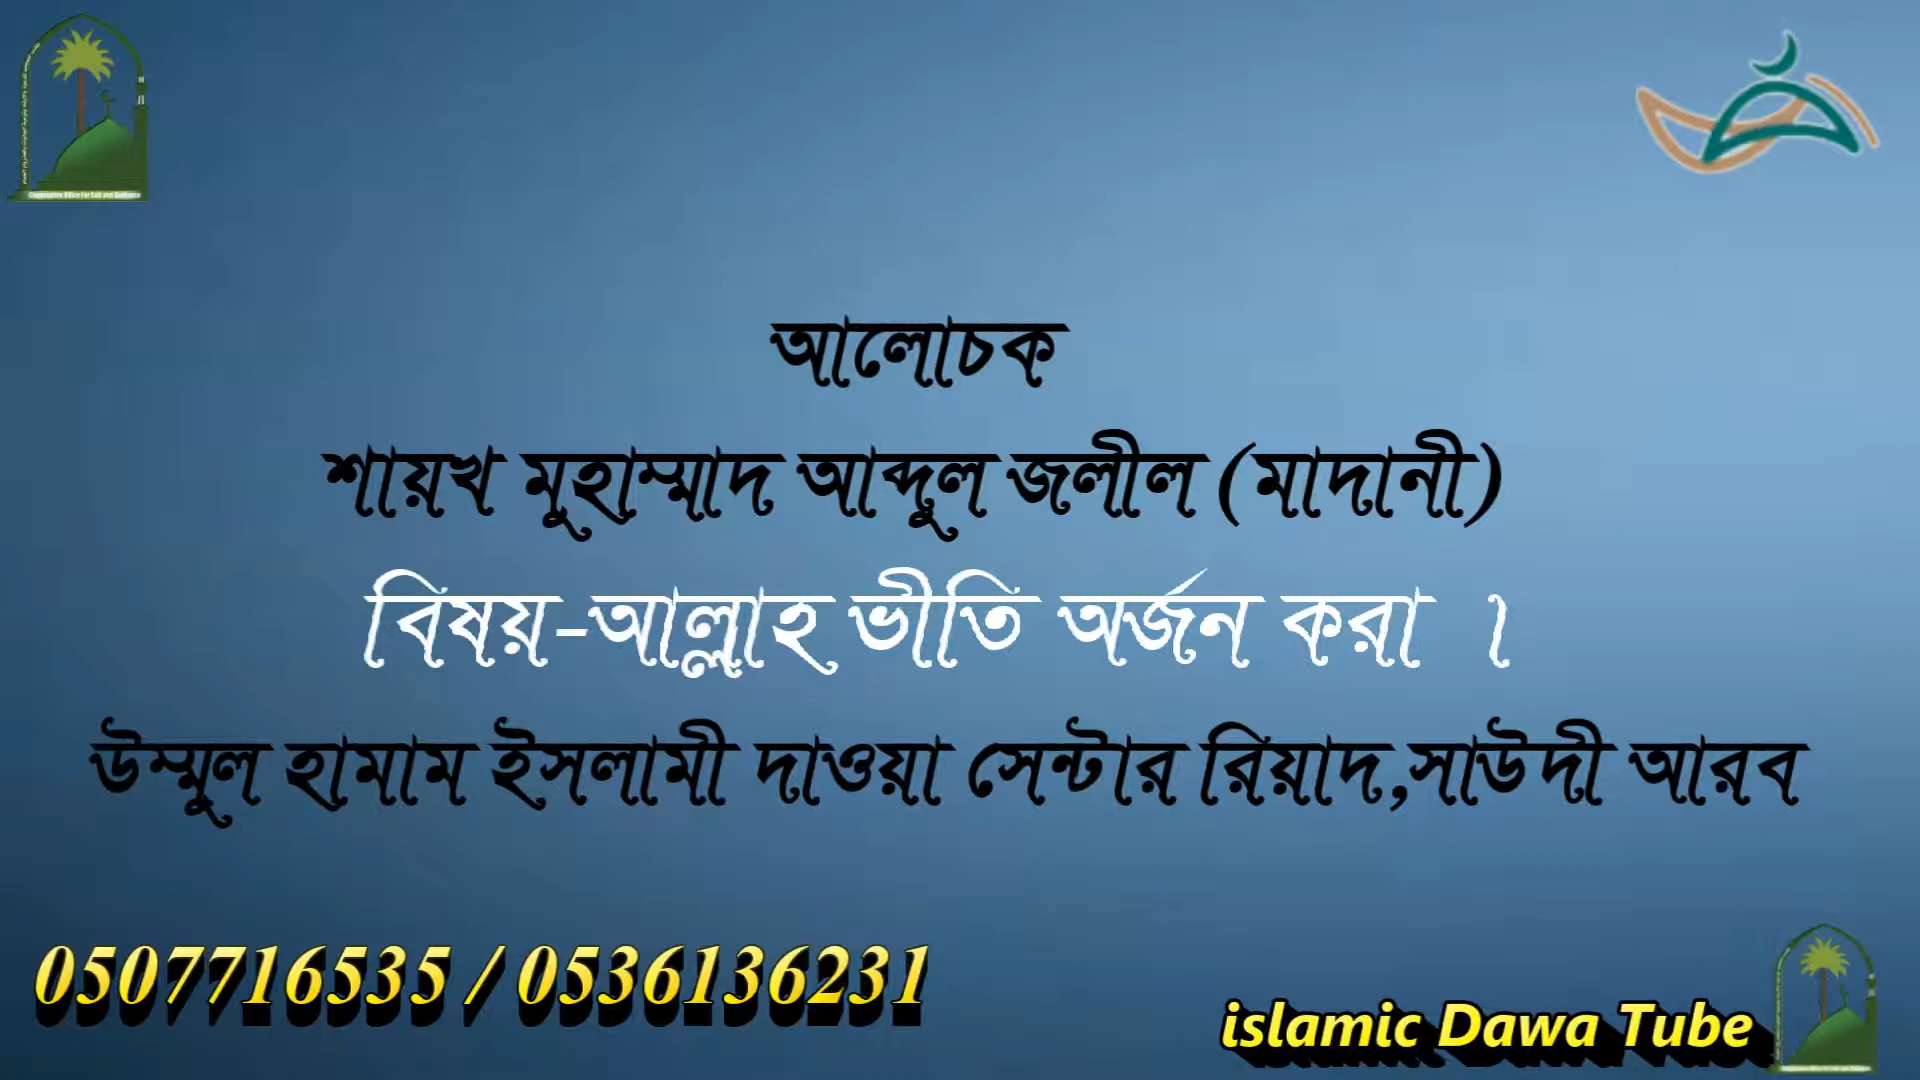 আলোচক
শায়খ মুহাম্মাদ আব্দুল জলীল (মাদানী)
বিষয়-আল্লাহ ভীতি অর্জন করা ।
উম্মুল হামাম ইসলামী দাওয়া সেন্টার রিয়াদ,সাউদী আরব
0507716535 / 0536136231
islamic Dawa Tube